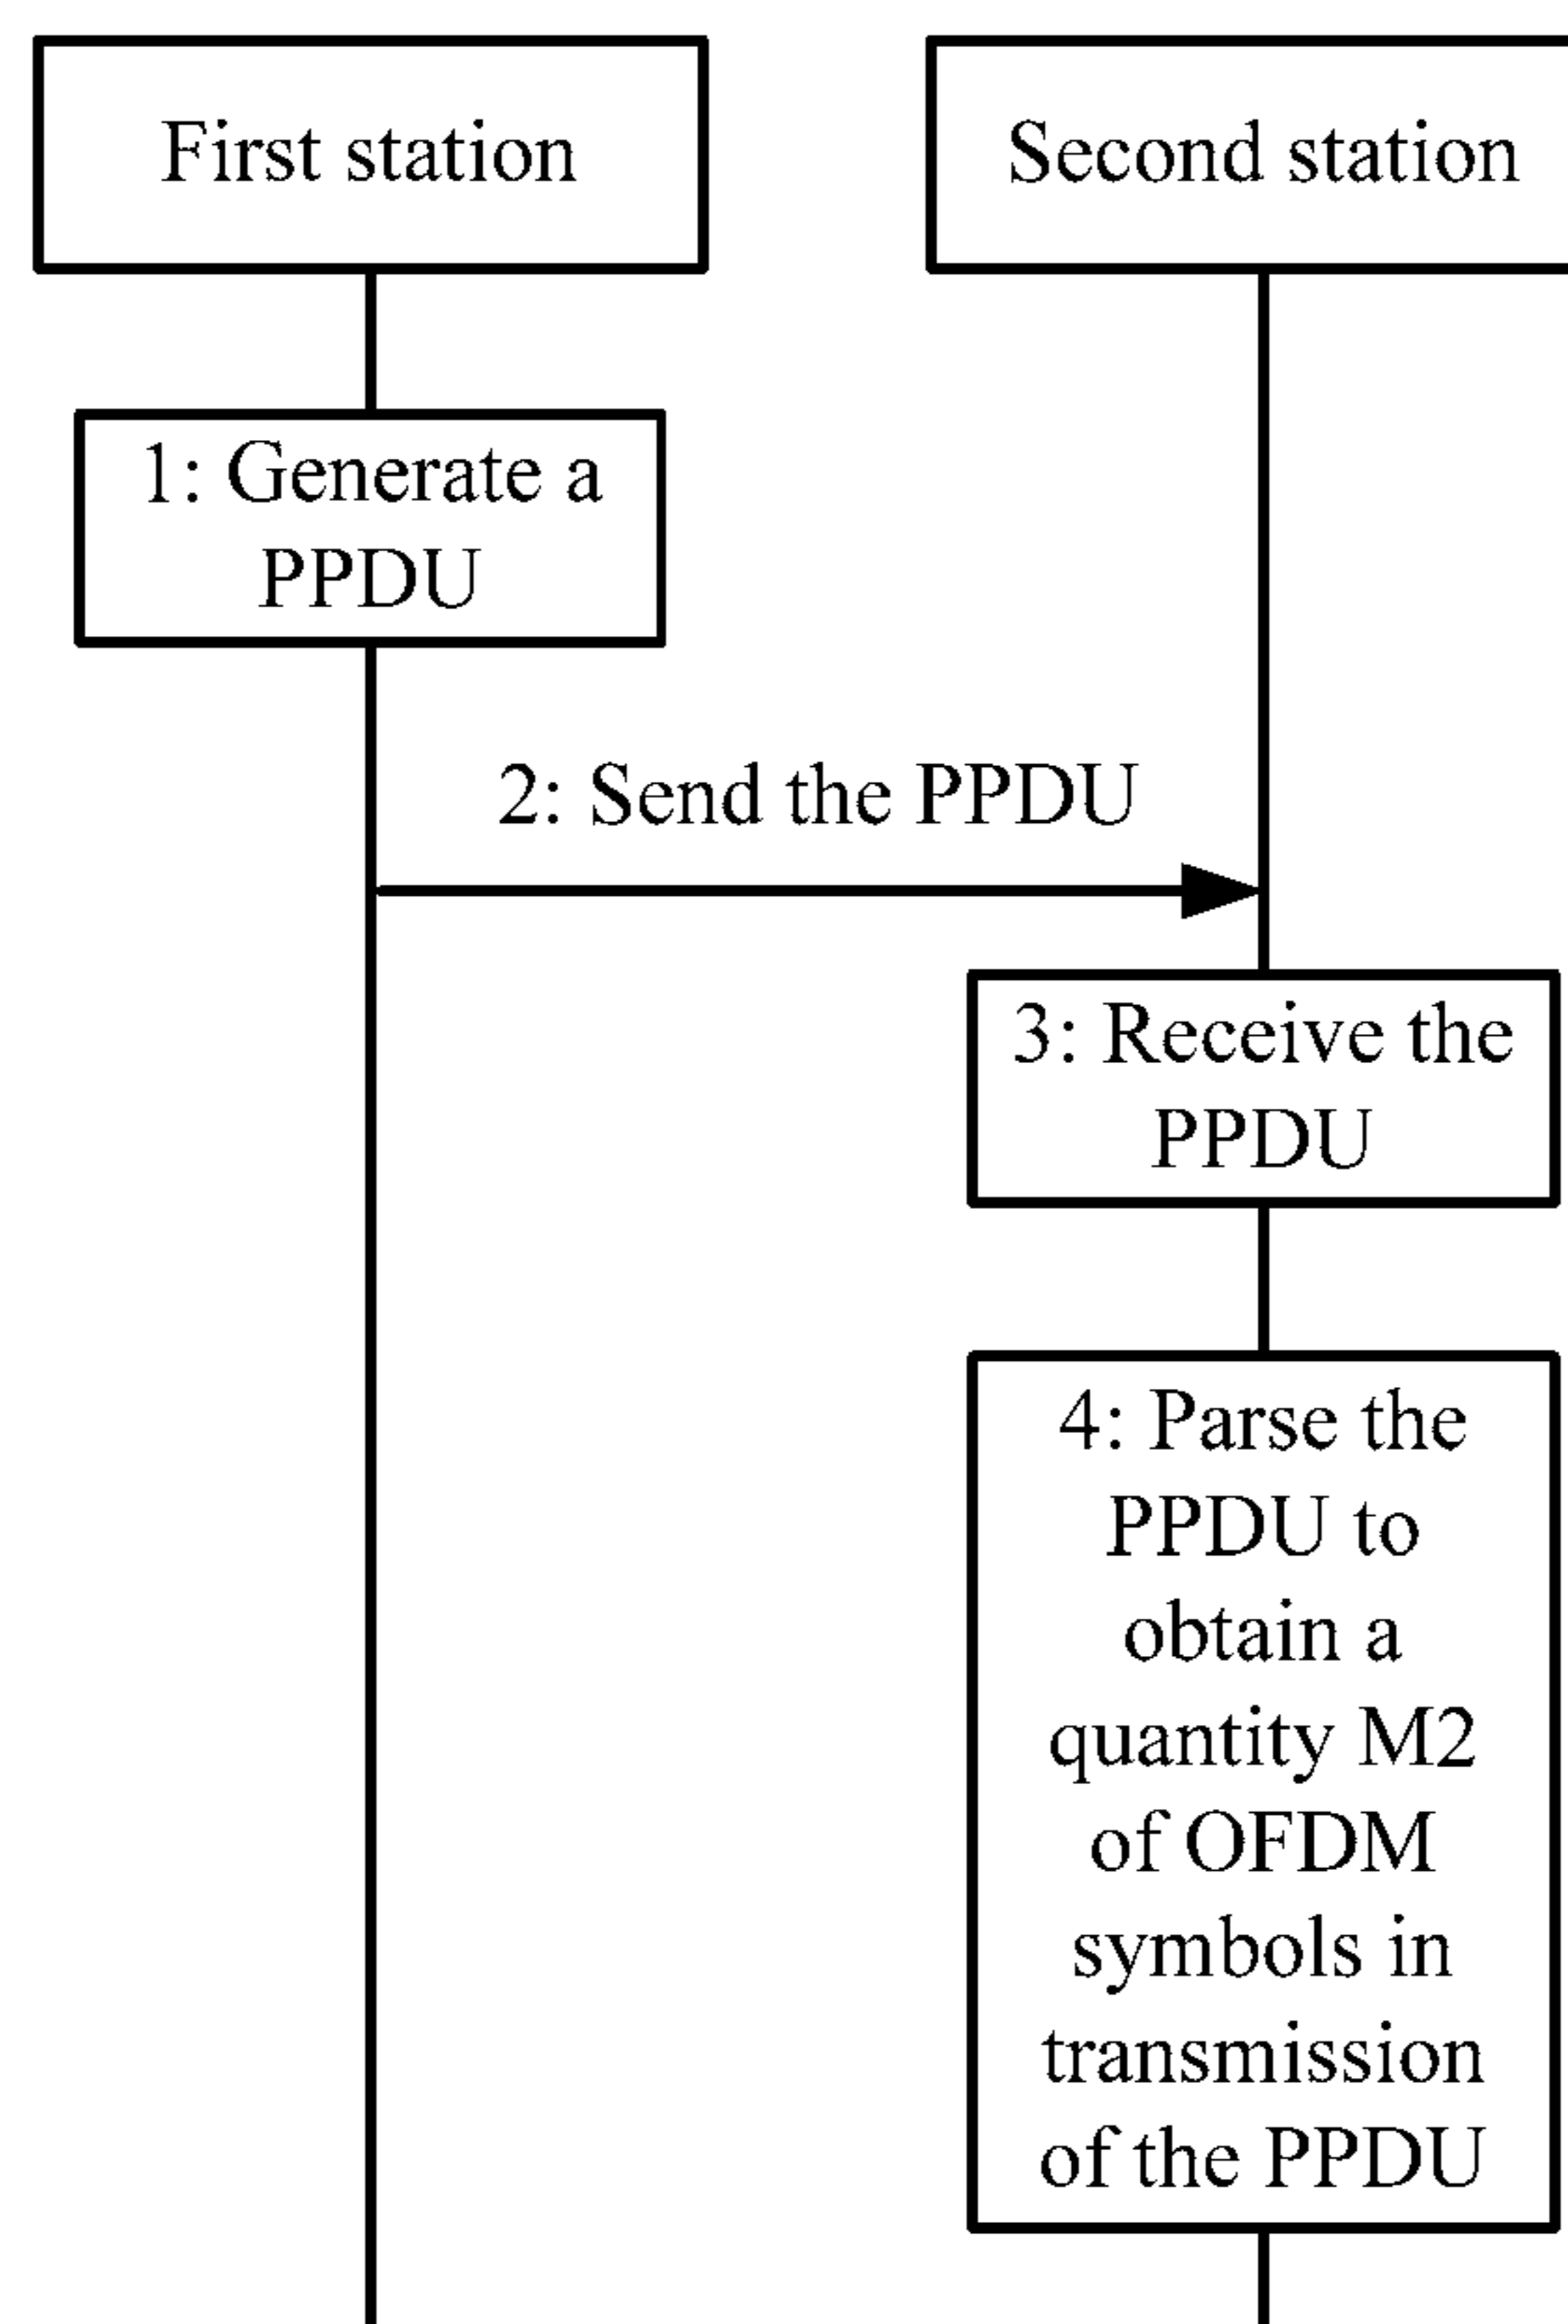 First station
Second station
1: Generate a
PPDU
2: Send the PPDU
3: Receive the
PPDU
4: Parse the
PPDU to
obtain a
quantity M2
of OFDM
symbols in
transmission
of the PPDU